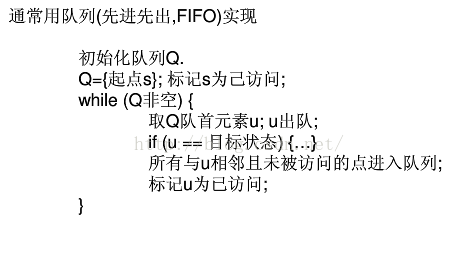 通常用队列(先进先出,FIFO)实现
初始化队列Q.
Q={起点s}; 标记s为己访问;
while (Q非空) {
取Q队首元素u; u出队;
if (u == 目标状态) {…}
所有与u相邻且未被访问的点进入队列;
标记u为己访问;
}